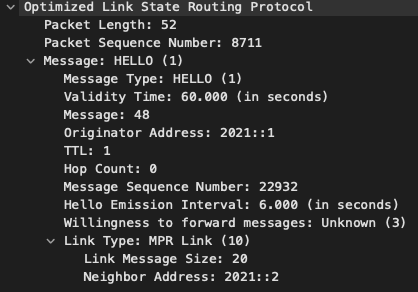 Optimized Link State Routing Protocol
Packet Length: 52
Packet Sequence Number: 8711
Message: HELLO (1)
Message Type: HELLO (1)
Validity Time: 60.000 (in seconds)
Message: 48
Originator Address: 2021::1
TTL: 1
Hop Count: 0
Message Sequence Number: 22932
Hello Emission Interval: 6.000 (in seconds)
Willingness to forward messages: Unknown (3)
Link Type: MPR Link (10)
Link Message Size: 20
Neighbor Address: 2021::2